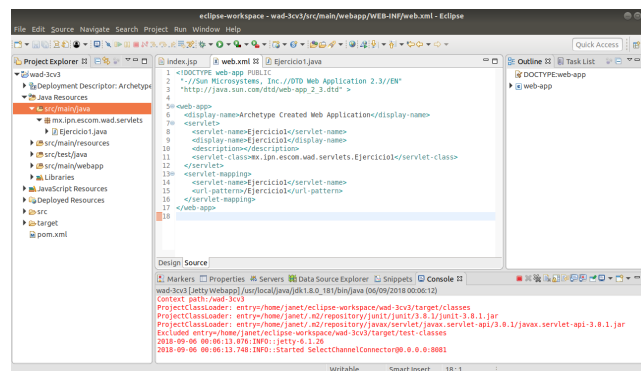 eclipse-workspace - wad-3cv3/src/main/webapp/WEB-INF/web.xml - Eclipse
File Edit Source Navigate Search Project Run Window Help
Quick Access
Project Explorer
wad-3cv3
Deployment Descriptor: Archetype
Java Resources
src/main/java
mx.ipn.escom.wad.servlets
Ejercicio1.java
src/main/resources
src/test/java
src/main/webapp
Libraries
JavaScript Resources
Deployed Resources
src
target
pom.xml
index.jsp web.xml Ejercicio1.java
1 <!DOCTYPE web-app PUBLIC
2 "-//Sun Microsystems, Inc.//DTD Web Application 2.3//EN"
3 "http://java.sun.com/dtd/web-app_2_3.dtd" >
4
5 <web-app>
6 <display-name>Archetype Created Web Application</display-name>
7 <servlet>
8 <servlet-name>Ejercicio1</servlet-name>
9 <display-name>Ejercicio1</display-name>
10 <description></description>
11 <servlet-class>mx.ipn.escom.wad.servlets.Ejercicio1</servlet-class>
12 </servlet>
13 <servlet-mapping>
14 <servlet-name>Ejercicio1</servlet-name>
15 <url-pattern>/Ejercicio1</url-pattern>
16 </servlet-mapping>
17 </web-app>
18
Design Source
Outline Task List
DOCTYPE:web-app
web-app
Markers Properties Servers Data Source Explorer Snippets Console
wad-3cv3 [Jetty Webapp] /usr/local/java/jdk1.8.0_181/bin/java (06/09/2018 00:06:12)
Context path:/wad-3cv3
ProjectClassLoader: entry=/home/janet/eclipse-workspace/wad-3cv3/target/classes
ProjectClassLoader: entry=/home/janet/.m2/repository/junit/junit/3.8.1/junit-3.8.1.jar
ProjectClassLoader: entry=/home/janet/.m2/repository/javax/servlet/javax.servlet-api/3.0.1/javax.servlet-api-3.0.1.jar
Excluded entry=/home/janet/eclipse-workspace/wad-3cv3/target/test-classes
2018-09-06 00:06:13.076:INFO::jetty-6.1.26
2018-09-06 00:06:13.748:INFO::Started SelectChannelConnector@0.0.0.0:8081
Writable Smart Insert 18 : 1